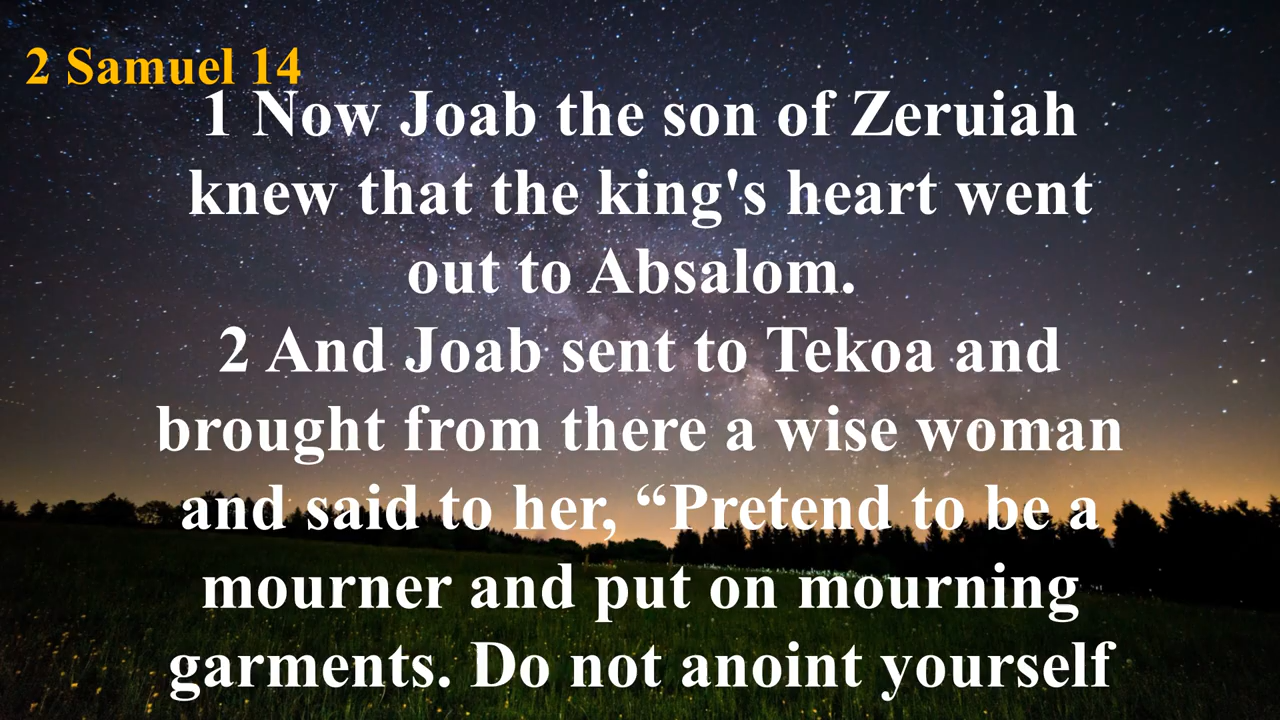 2 Samuel 14
1 Now Joab the son of Zeruiah
knew that the king's heart went
out to Absalom.
2 And Joab sent to Tekoa and
brought from there a wise woman
and said to her, “Pretend to be a
mourner and put on mourning
garments. Do not anoint yourself